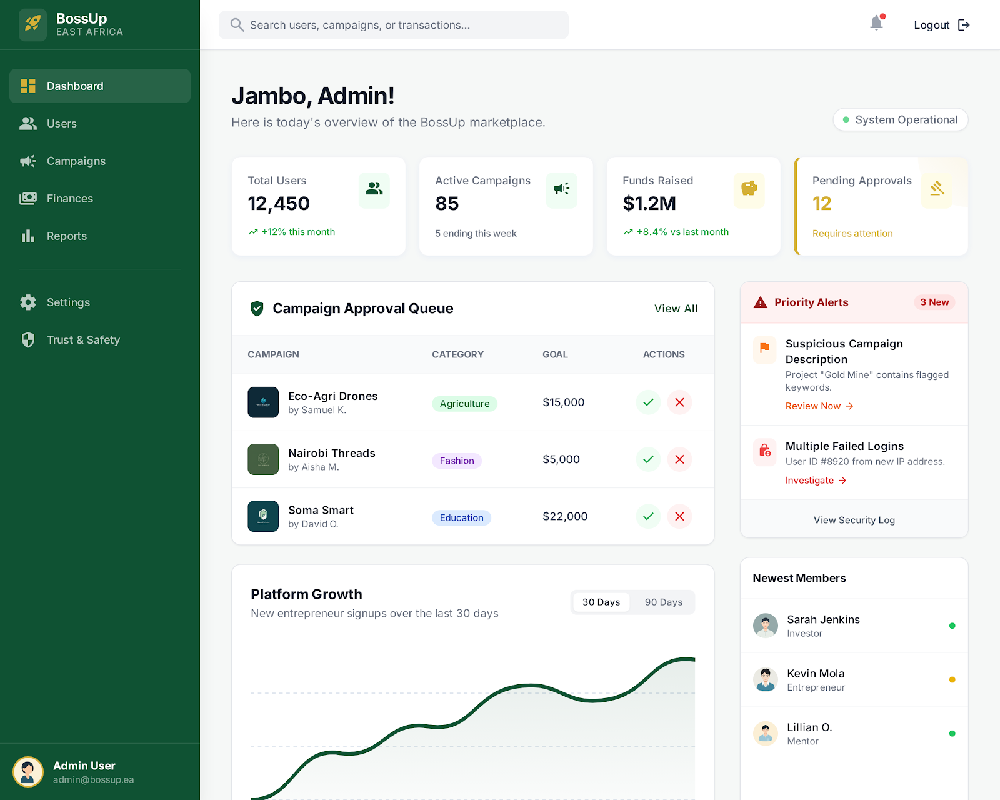 BossUp
EAST AFRICA
Dashboard
Users
Campaigns
Finances
Reports
Settings
Trust & Safety
Admin User
admin@bossup.ea
Search users, campaigns, or transactions...
Logout
Jambo, Admin!
Here is today's overview of the BossUp marketplace.
System Operational
Total Users
12,450
+12% this month
Active Campaigns
85
5 ending this week
Funds Raised
$1.2M
+8.4% vs last month
Pending Approvals
12
Requires attention
Campaign Approval Queue
View All
CAMPAIGN CATEGORY GOAL ACTIONS
Eco-Agri Drones
by Samuel K.
Agriculture
$15,000
Nairobi Threads
by Aisha M.
Fashion
$5,000
Soma Smart
by David O.
Education
$22,000
Platform Growth
New entrepreneur signups over the last 30 days
30 Days
90 Days
Priority Alerts
3 New
Suspicious Campaign
Description
Project "Gold Mine" contains flagged
keywords.
Review Now →
Multiple Failed Logins
User ID #8920 from new IP address.
Investigate →
View Security Log
Newest Members
Sarah Jenkins
Investor
Kevin Mola
Entrepreneur
Lillian O.
Mentor